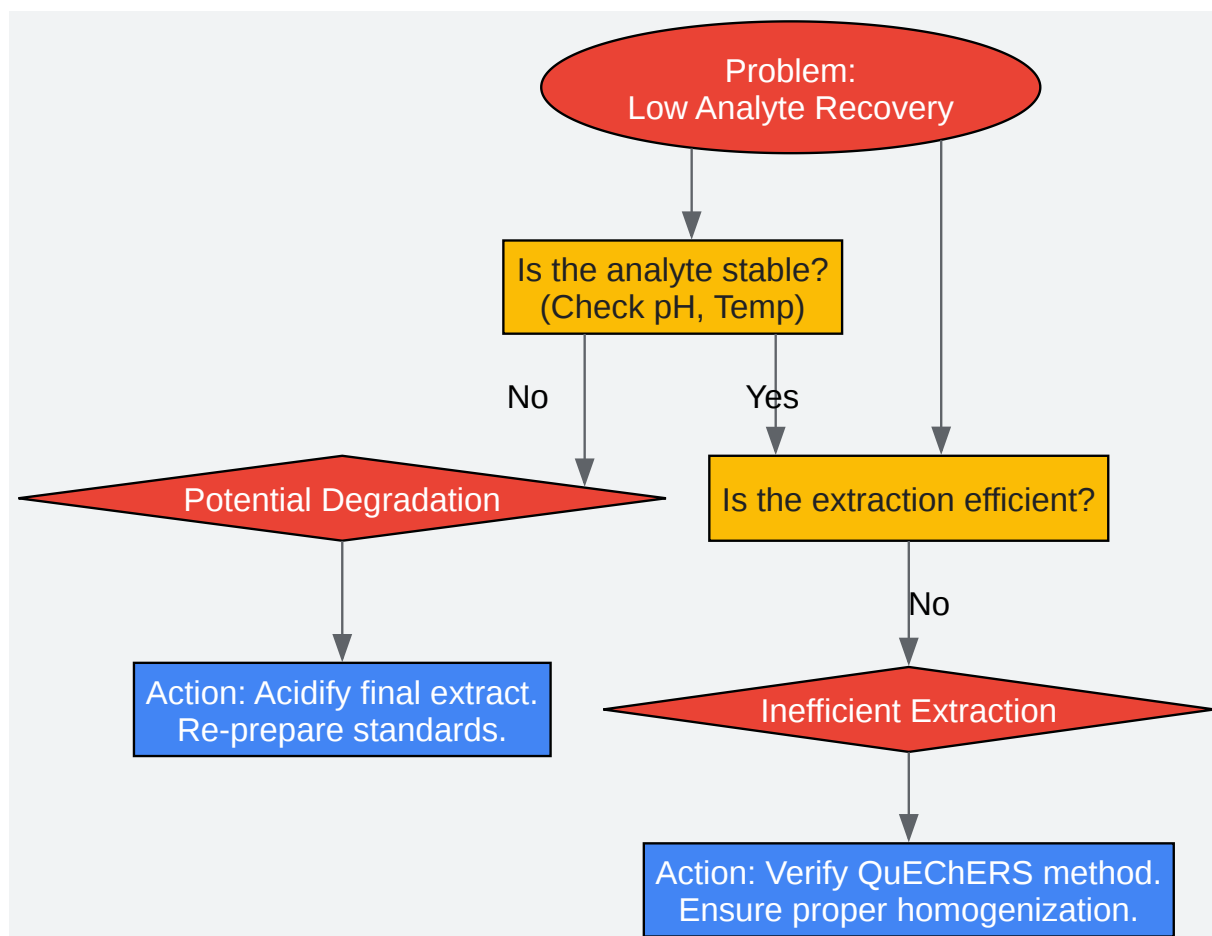 Problem:
Low Analyte Recovery
Is the analyte stable?
(Check pH, Temp)
No
Yes
Potential Degradation
Is the extraction efficient?
No
Action: Acidify final extract.
Re-prepare standards.
Inefficient Extraction
Action: Verify QuEChERS method.
Ensure proper homogenization.